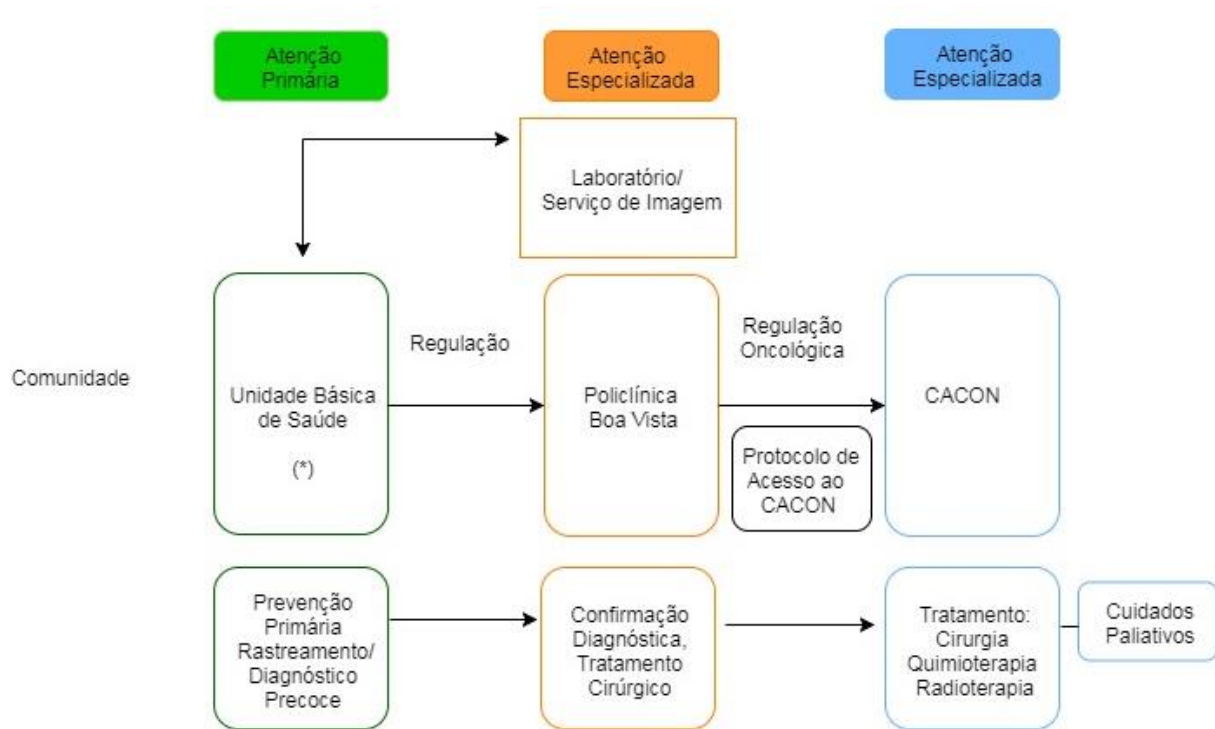 Atenção
Primária
Atenção
Especializada
Atenção
Especializada
Laboratório/
Serviço de Imagem
Comunidade
Unidade Básica
de Saúde
(*)
Regulação
Policlínica
Boa Vista
Regulação
Oncológica
Protocolo de
Acesso ao
CACON
CACON
Prevenção
Primária
Rastreamento/
Diagnóstico
Precoce
Confirmação
Diagnóstica,
Tratamento
Cirúrgico
Tratamento:
Cirurgia
Quimioterapia
Radioterapia
Cuidados
Paliativos